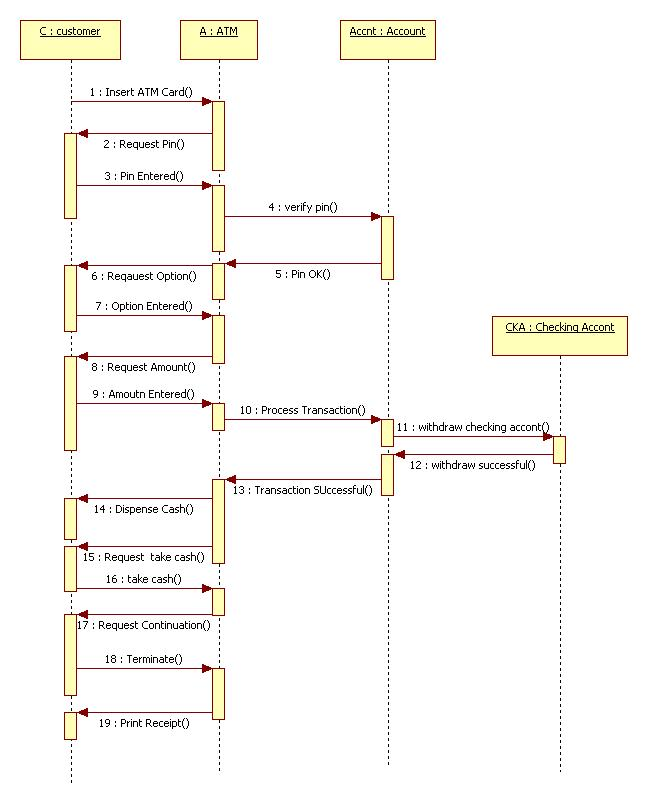 C : customer
A : ATM
Accnt : Account
1 : Insert ATM Card()
2 : Request Pin()
3 : Pin Entered()
4 : verify pin()
5 : Pin OK()
6 : Reqauest Option()
7 : Option Entered()
CKA : Checking Accont
8 : Request Amount()
9 : Amoutn Entered()
10 : Process Transaction()
11 : withdraw checking accont()
12 : withdraw successful()
13 : Transaction SUccessful()
14 : Dispense Cash()
15 : Request take cash()
16 : take cash()
17 : Request Continuation()
18 : Terminate()
19 : Print Receipt()